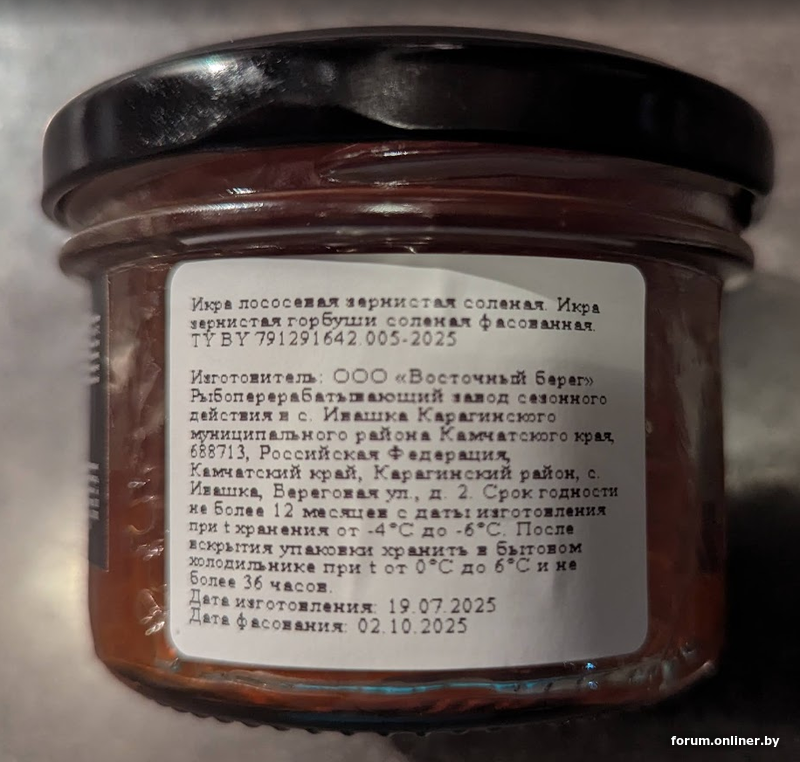 Икра лососевая зернистая соленая. Икра
зернистая горбуши соленая фасованная.
ТУ BY 791291642.005-2025
Изготовитель: ООО «Восточный берег»
Рыбоперерабатывающий завод сезонного
действия в с. Ивашка Карагинского
муниципального района Камчатского края,
688713, Российская Федерация,
Камчатский край, Карагинский район, с.
Ивашка, Береговая ул., д. 2. Срок годности
не более 12 месяцев с даты изготовления
при t хранения от -4°С до -6°С. После
вскрытия упаковки хранить в бытовом
холодильнике при t от 0°С до 6°С и не
более 36 часов.
Дата изготовления: 19.07.2025
Дата фасования: 02.10.2025
forum.onliner.by